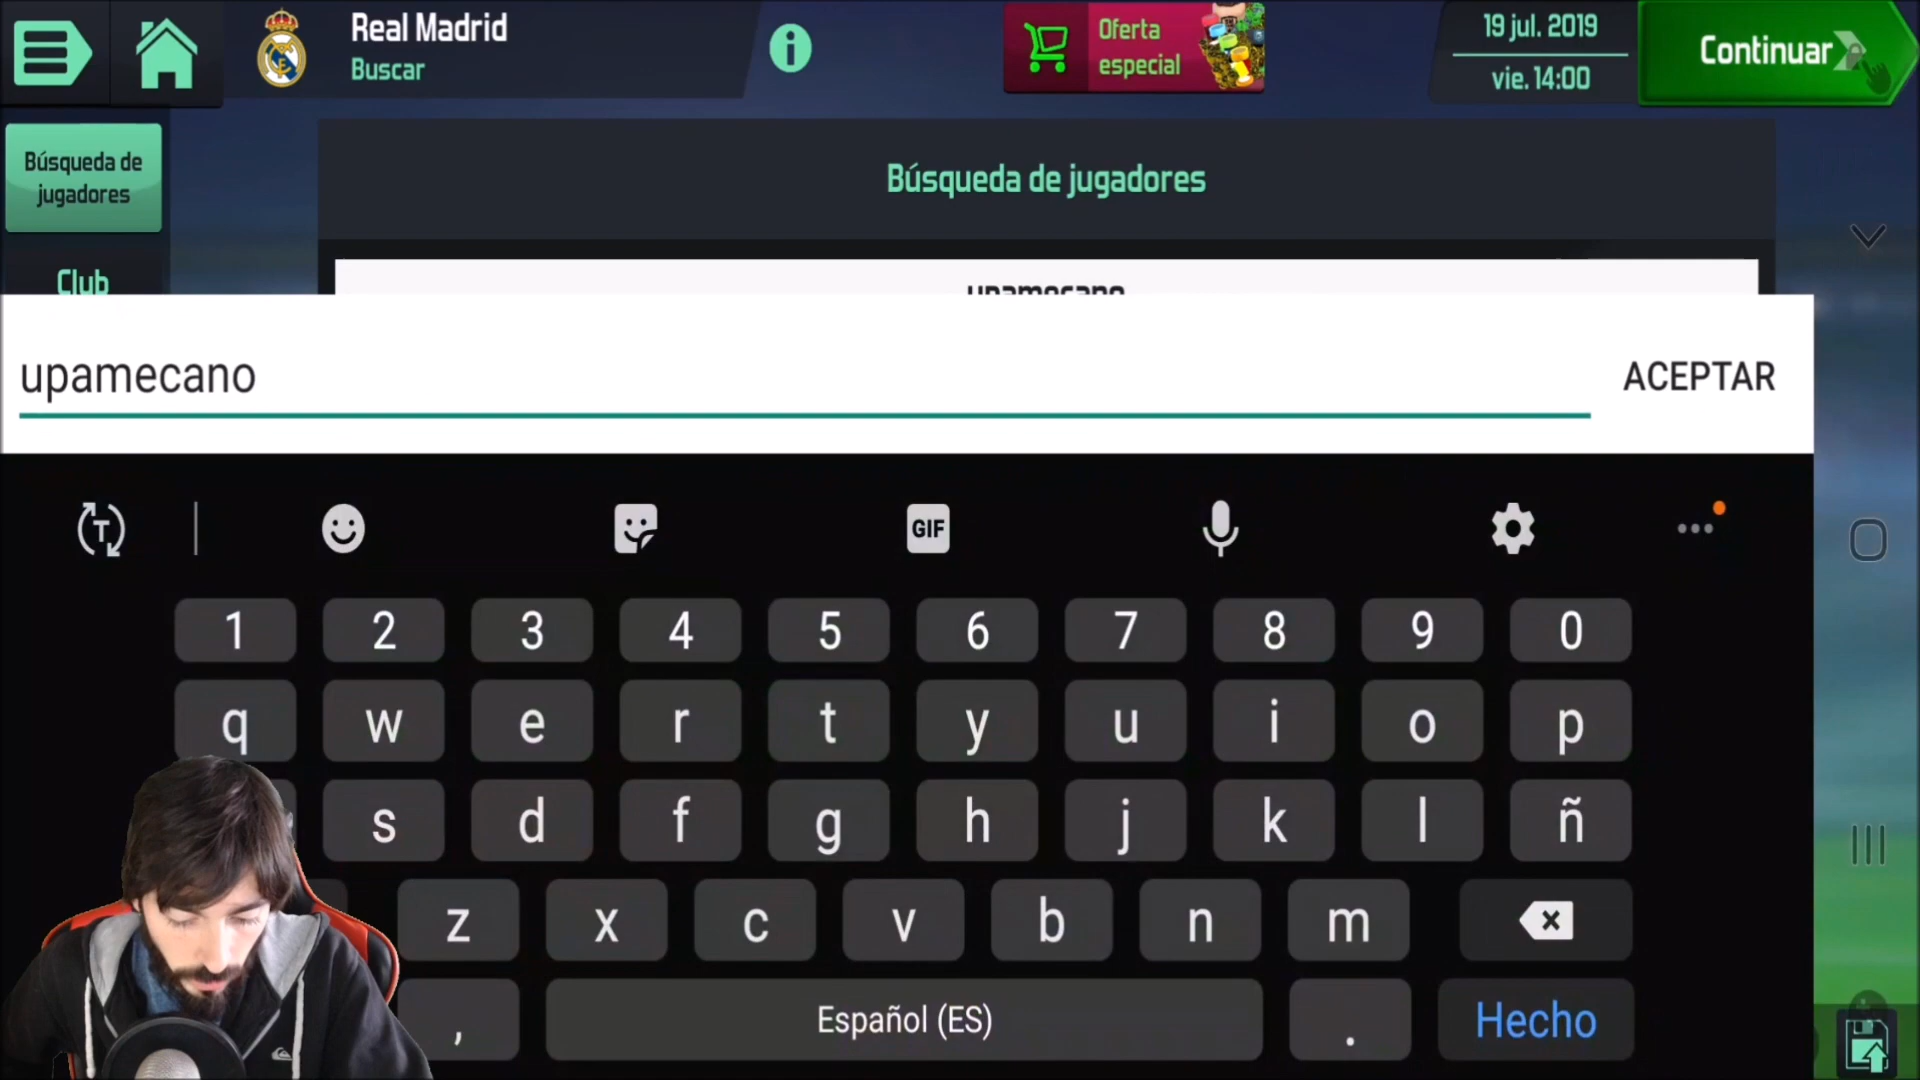 Real Madrid
Buscar
Oferta
especial
19 jul. 2019
vie. 14:00
Continuar
Búsqueda de
jugadores
Club
Búsqueda de jugadores
upamecano
upamecano
ACEPTAR
T
GIF
1 2 3 4 5 6 7 8 9 0
q w e r t y u i o p
s d f g h j k l ñ
z x c v b n m
, Español (ES) . Hecho